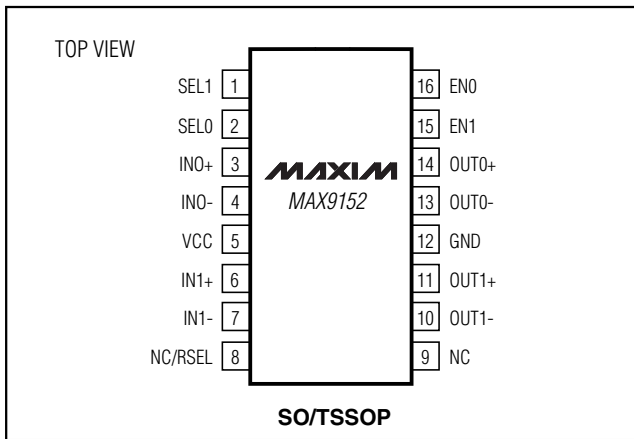 TOP VIEW
SEL1 1
SEL0 2
IN0+ 3
IN0- 4
VCC 5
IN1+ 6
IN1- 7
NC/RSEL 8
MAXIM
MAX9152
16 EN0
15 EN1
14 OUT0+
13 OUT0-
12 GND
11 OUT1+
10 OUT1-
9 NC
SO/TSSOP